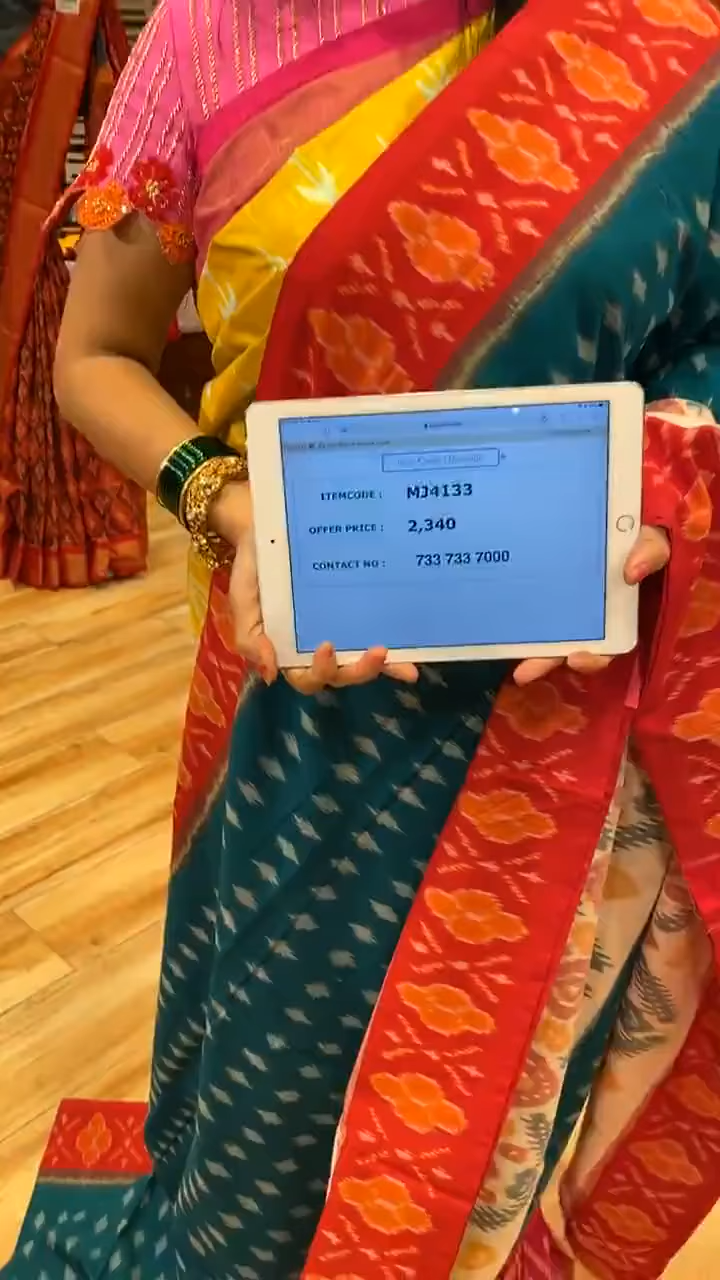 ITEMCODE : MJ4133
OFFER PRICE : 2,340
CONTACT NO : 733 733 7000